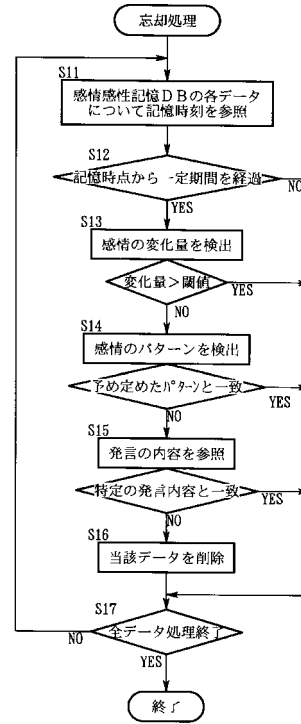 忘却処理
S11
感情感性記憶DBの各データ
について記憶時刻を参照
S12
記憶時点から一定期間を経過
NO
YES
S13
感情の変化量を検出
変化量＞閾値
YES
NO
S14
感情のパターンを検出
予め定めたパターンと一致
YES
NO
S15
発言の内容を参照
特定の発言内容と一致
YES
NO
S16
当該データを削除
S17
全データ処理終了
NO
YES
終了